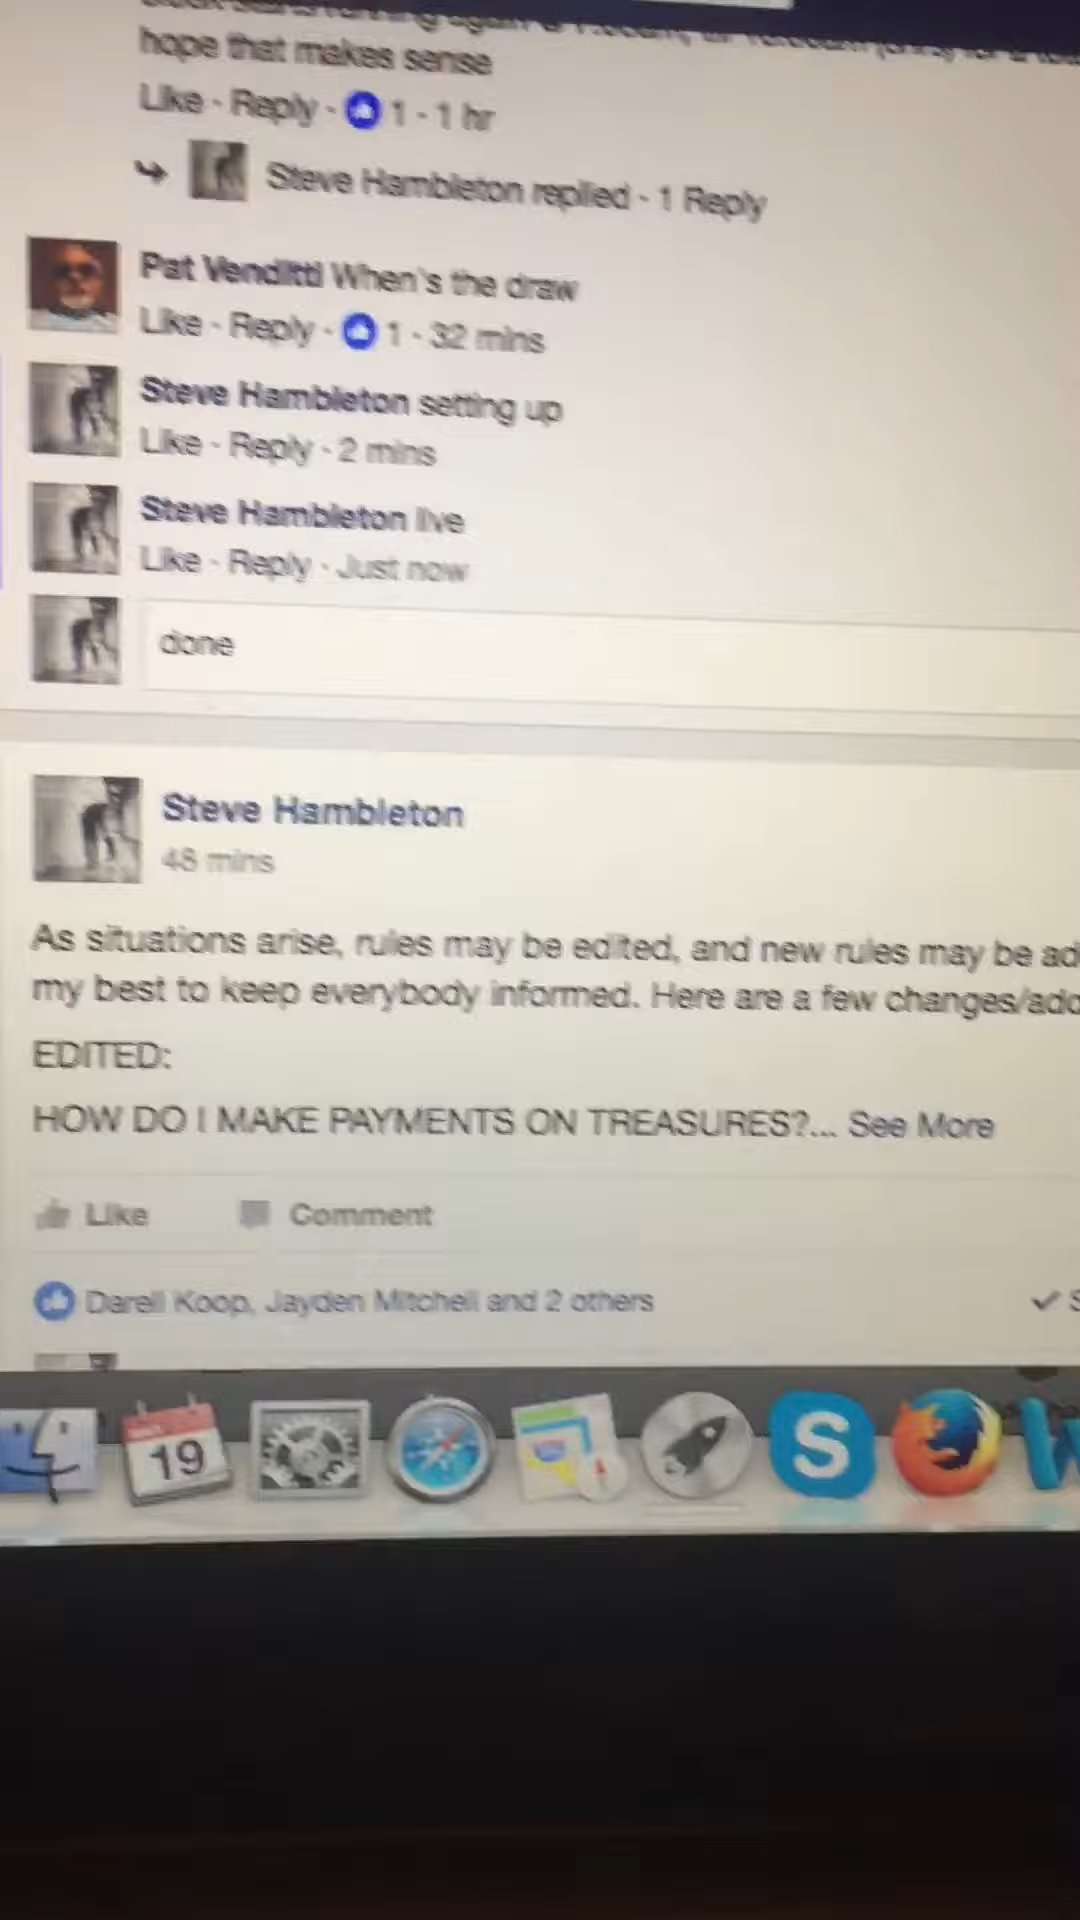 hope that makes sense
Like · Reply · 1 · 1 hr
Steve Hambleton replied · 1 Reply
Pat Venditti When's the draw
Like · Reply · 1 · 32 mins
Steve Hambleton setting up
Like · Reply · 2 mins
Steve Hambleton live
Like · Reply · Just now
done
Steve Hambleton
48 mins
As situations arise, rules may be edited, and new rules may be ad
my best to keep everybody informed. Here are a few changes/add
EDITED:
HOW DO I MAKE PAYMENTS ON TREASURES?... See More
Like Comment
Darell Koop, Jayden Mitchell and 2 others
19
S
W